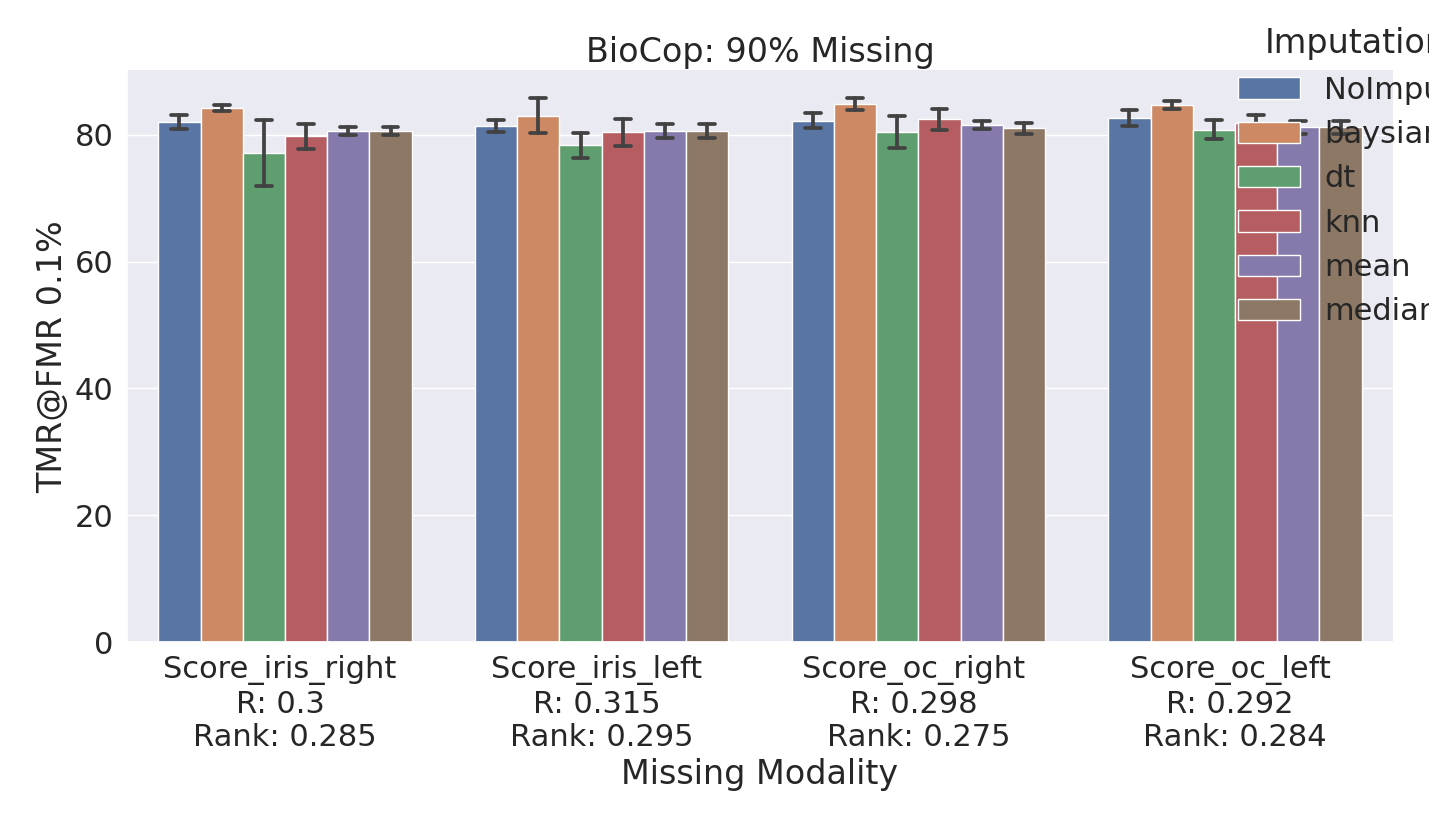 BioCop: 90% Missing
Imputation
NoImpu
baysian
dt
knn
mean
median
TMR@FMR 0.1%
80
60
40
20
0
Score_iris_right
R: 0.3
Rank: 0.285
Score_iris_left
R: 0.315
Rank: 0.295
Score_oc_right
R: 0.298
Rank: 0.275
Score_oc_left
R: 0.292
Rank: 0.284
Missing Modality